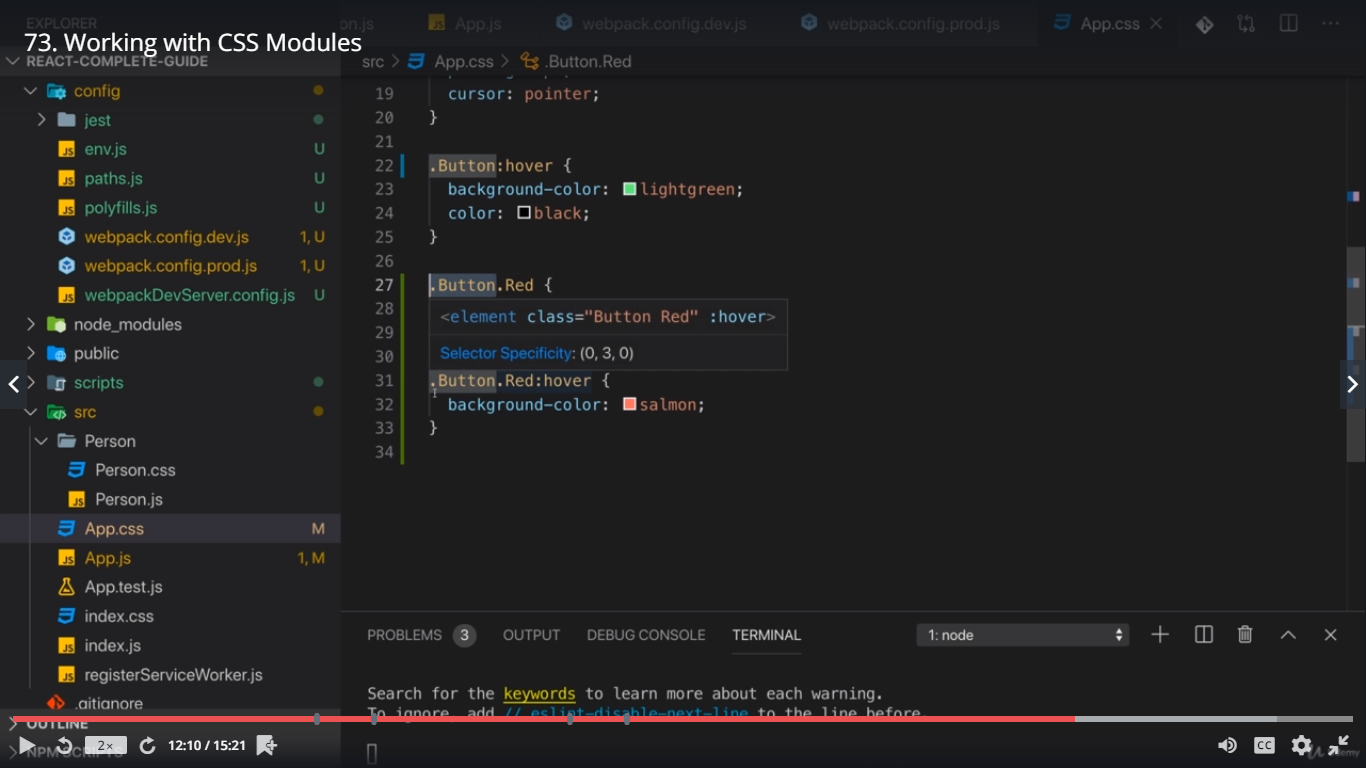 EXPLORER
on.js App.js webpack.config.dev.js webpack.config.prod.js App.css
73. Working with CSS Modules
REACT-COMPLETE-GUIDE
src > App.css > .Button.Red
config
jest
env.js U
paths.js U
polyfills.js U
webpack.config.dev.js 1, U
webpack.config.prod.js 1, U
webpackDevServer.config.js U
node_modules
public
scripts
src
Person
Person.css
Person.js
App.css M
App.js 1, M
App.test.js
index.css
index.js
registerServiceWorker.js
.gitignore
OUTLINE
NPM SCRIPTS
19 cursor: pointer;
20 }
21
22 .Button:hover {
23 background-color: lightgreen;
24 color: black;
25 }
26
27 .Button.Red {
28
<element class="Button Red" :hover>
29
30
Selector Specificity: (0, 3, 0)
31 .Button.Red:hover {
32 background-color: salmon;
33 }
34
PROBLEMS 3 OUTPUT DEBUG CONSOLE TERMINAL 1: node
Search for the keywords to learn more about each warning.
To ignore, add // eslint-disable-next-line to the line before.
2x 12:10 / 15:21 CC